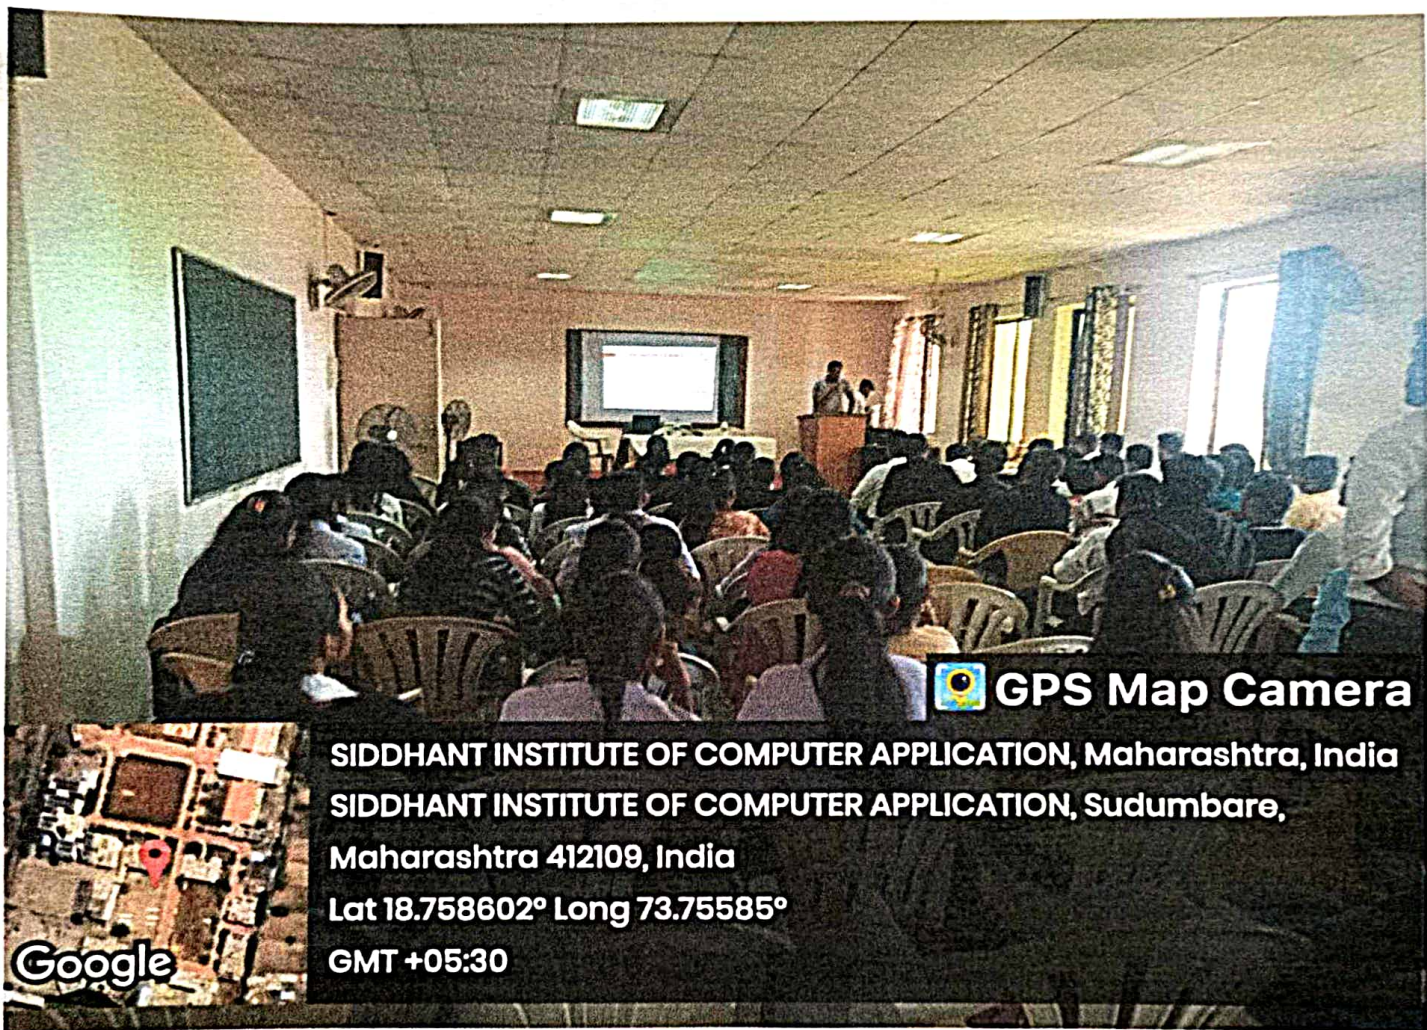 GPS Map Camera
SIDDHANT INSTITUTE OF COMPUTER APPLICATION, Maharashtra, India
SIDDHANT INSTITUTE OF COMPUTER APPLICATION, Sudumbare,
Maharashtra 412109, India
Lat 18.758602° Long 73.75585°
GMT +05:30
Google